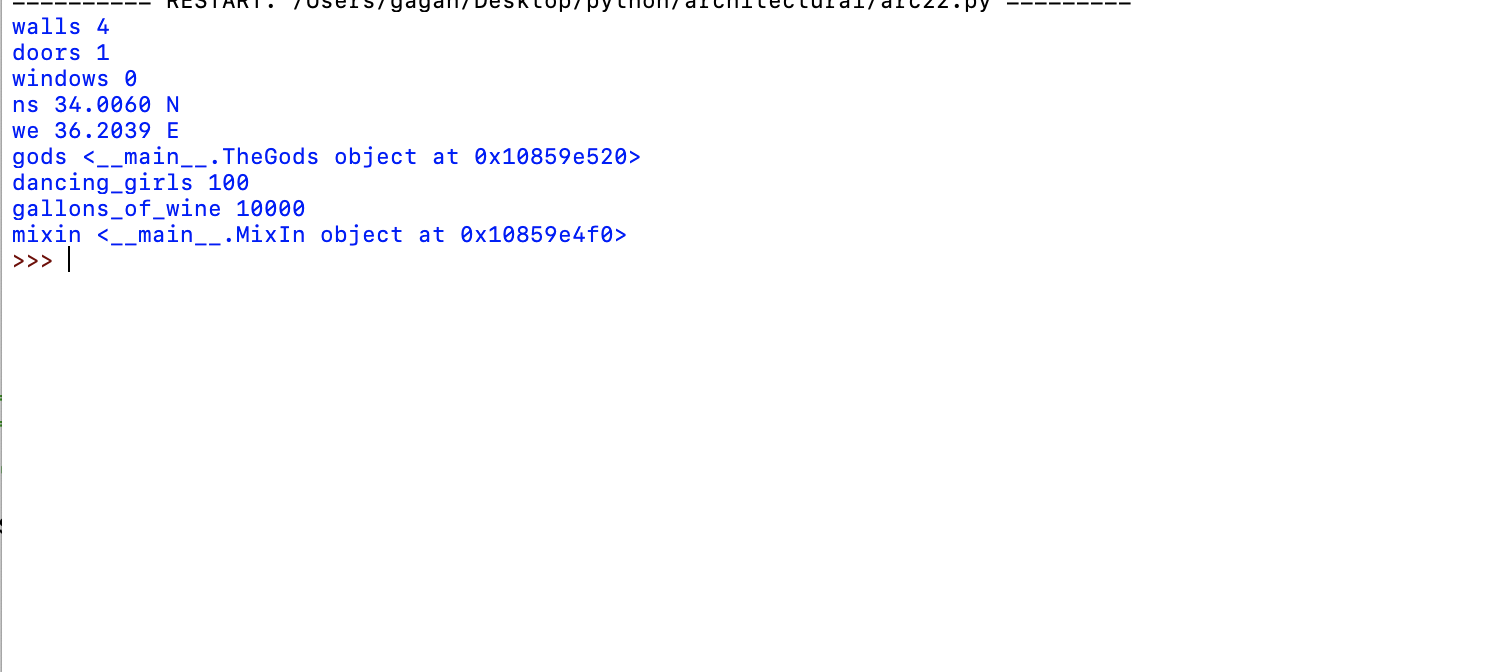 ========== RESTART: /Users/gagan/Desktop/python/architectural/arc22.py =========
walls 4
doors 1
windows 0
ns 34.0060 N
we 36.2039 E
gods <__main__.TheGods object at 0x10859e520>
dancing_girls 100
gallons_of_wine 10000
mixin <__main__.MixIn object at 0x10859e4f0>
>>>